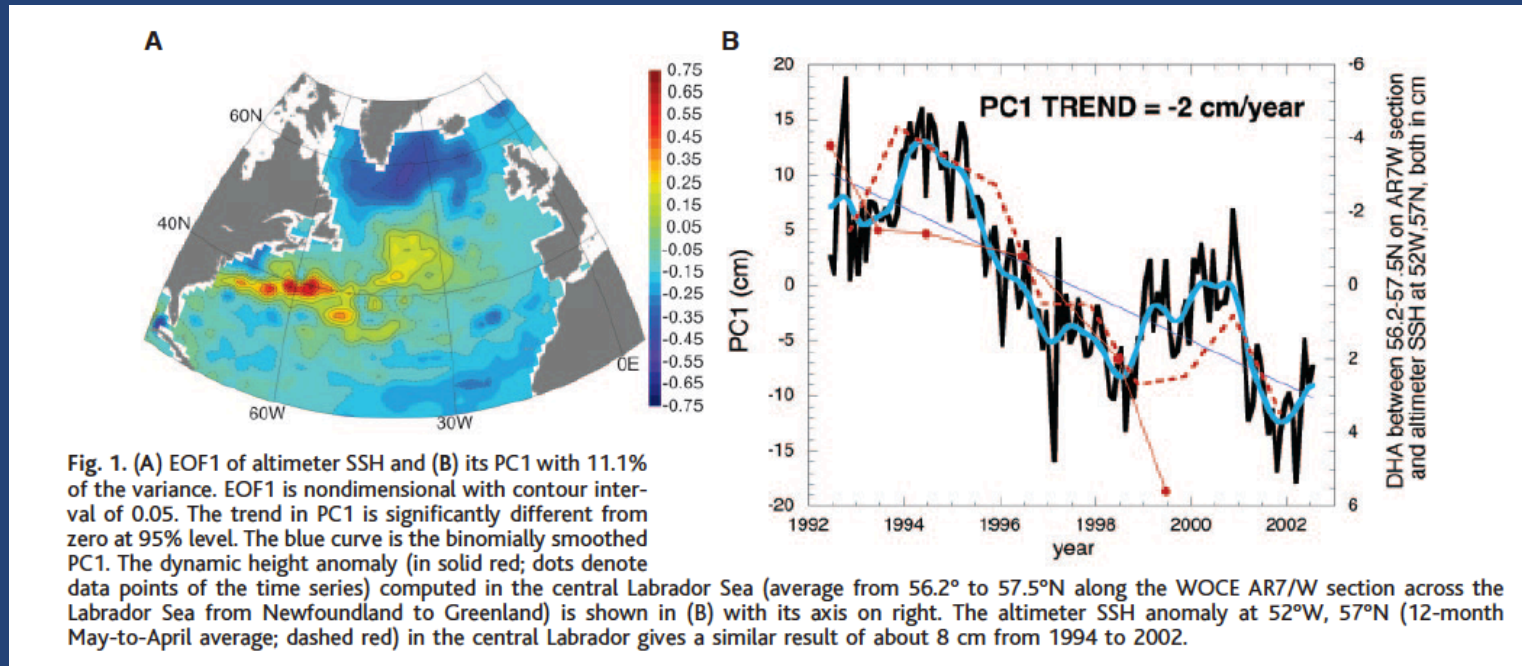 A
B
60N
40N
60W
30W
0E
0.75
0.65
0.55
0.45
0.35
0.25
0.15
0.05
-0.05
-0.15
-0.25
-0.35
-0.45
-0.55
-0.65
-0.75
PC1 TREND = -2 cm/year
PC1 (cm)
20
15
10
5
0
-5
-10
-15
-20
1992
1994
1996
1998
2000
2002
year
-6
-4
-2
0
2
4
6
DHA between 56.2-57.5N on AR7W section
and altimeter SSH at 52W,57N, both in cm
Fig. 1. (A) EOF1 of altimeter SSH and (B) its PC1 with 11.1%
of the variance. EOF1 is nondimensional with contour inter-
val of 0.05. The trend in PC1 is significantly different from
zero at 95% level. The blue curve is the binomially smoothed
PC1. The dynamic height anomaly (in solid red; dots denote
data points of the time series) computed in the central Labrador Sea (average from 56.2° to 57.5°N along the WOCE AR7/W section across the
Labrador Sea from Newfoundland to Greenland) is shown in (B) with its axis on right. The altimeter SSH anomaly at 52°W, 57°N (12-month
May-to-April average; dashed red) in the central Labrador gives a similar result of about 8 cm from 1994 to 2002.